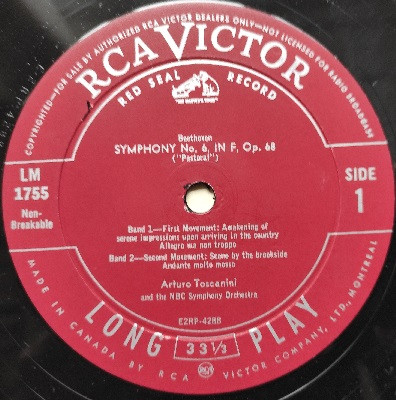 COPYRIGHTED—FOR SALE BY AUTHORIZED RCA VICTOR DEALERS ONLY—NOT LICENSED FOR RADIO BROADCAST
RCA VICTOR
RED SEAL RECORD
"HIS MASTER'S VOICE"
Beethoven
SYMPHONY No. 6, IN F, Op. 68
("Pastoral")
LM
1755
Non-
Breakable
SIDE
1
Band 1—First Movement: Awakening of
serene impressions upon arriving in the country
Allegro ma non troppo
Band 2—Second Movement: Scene by the brookside
Andante molto mosso
Arturo Toscanini
and the NBC Symphony Orchestra
E2RP-4288
LONG 33⅓ PLAY
MADE IN CANADA BY RCA VICTOR COMPANY, LTD., MONTREAL